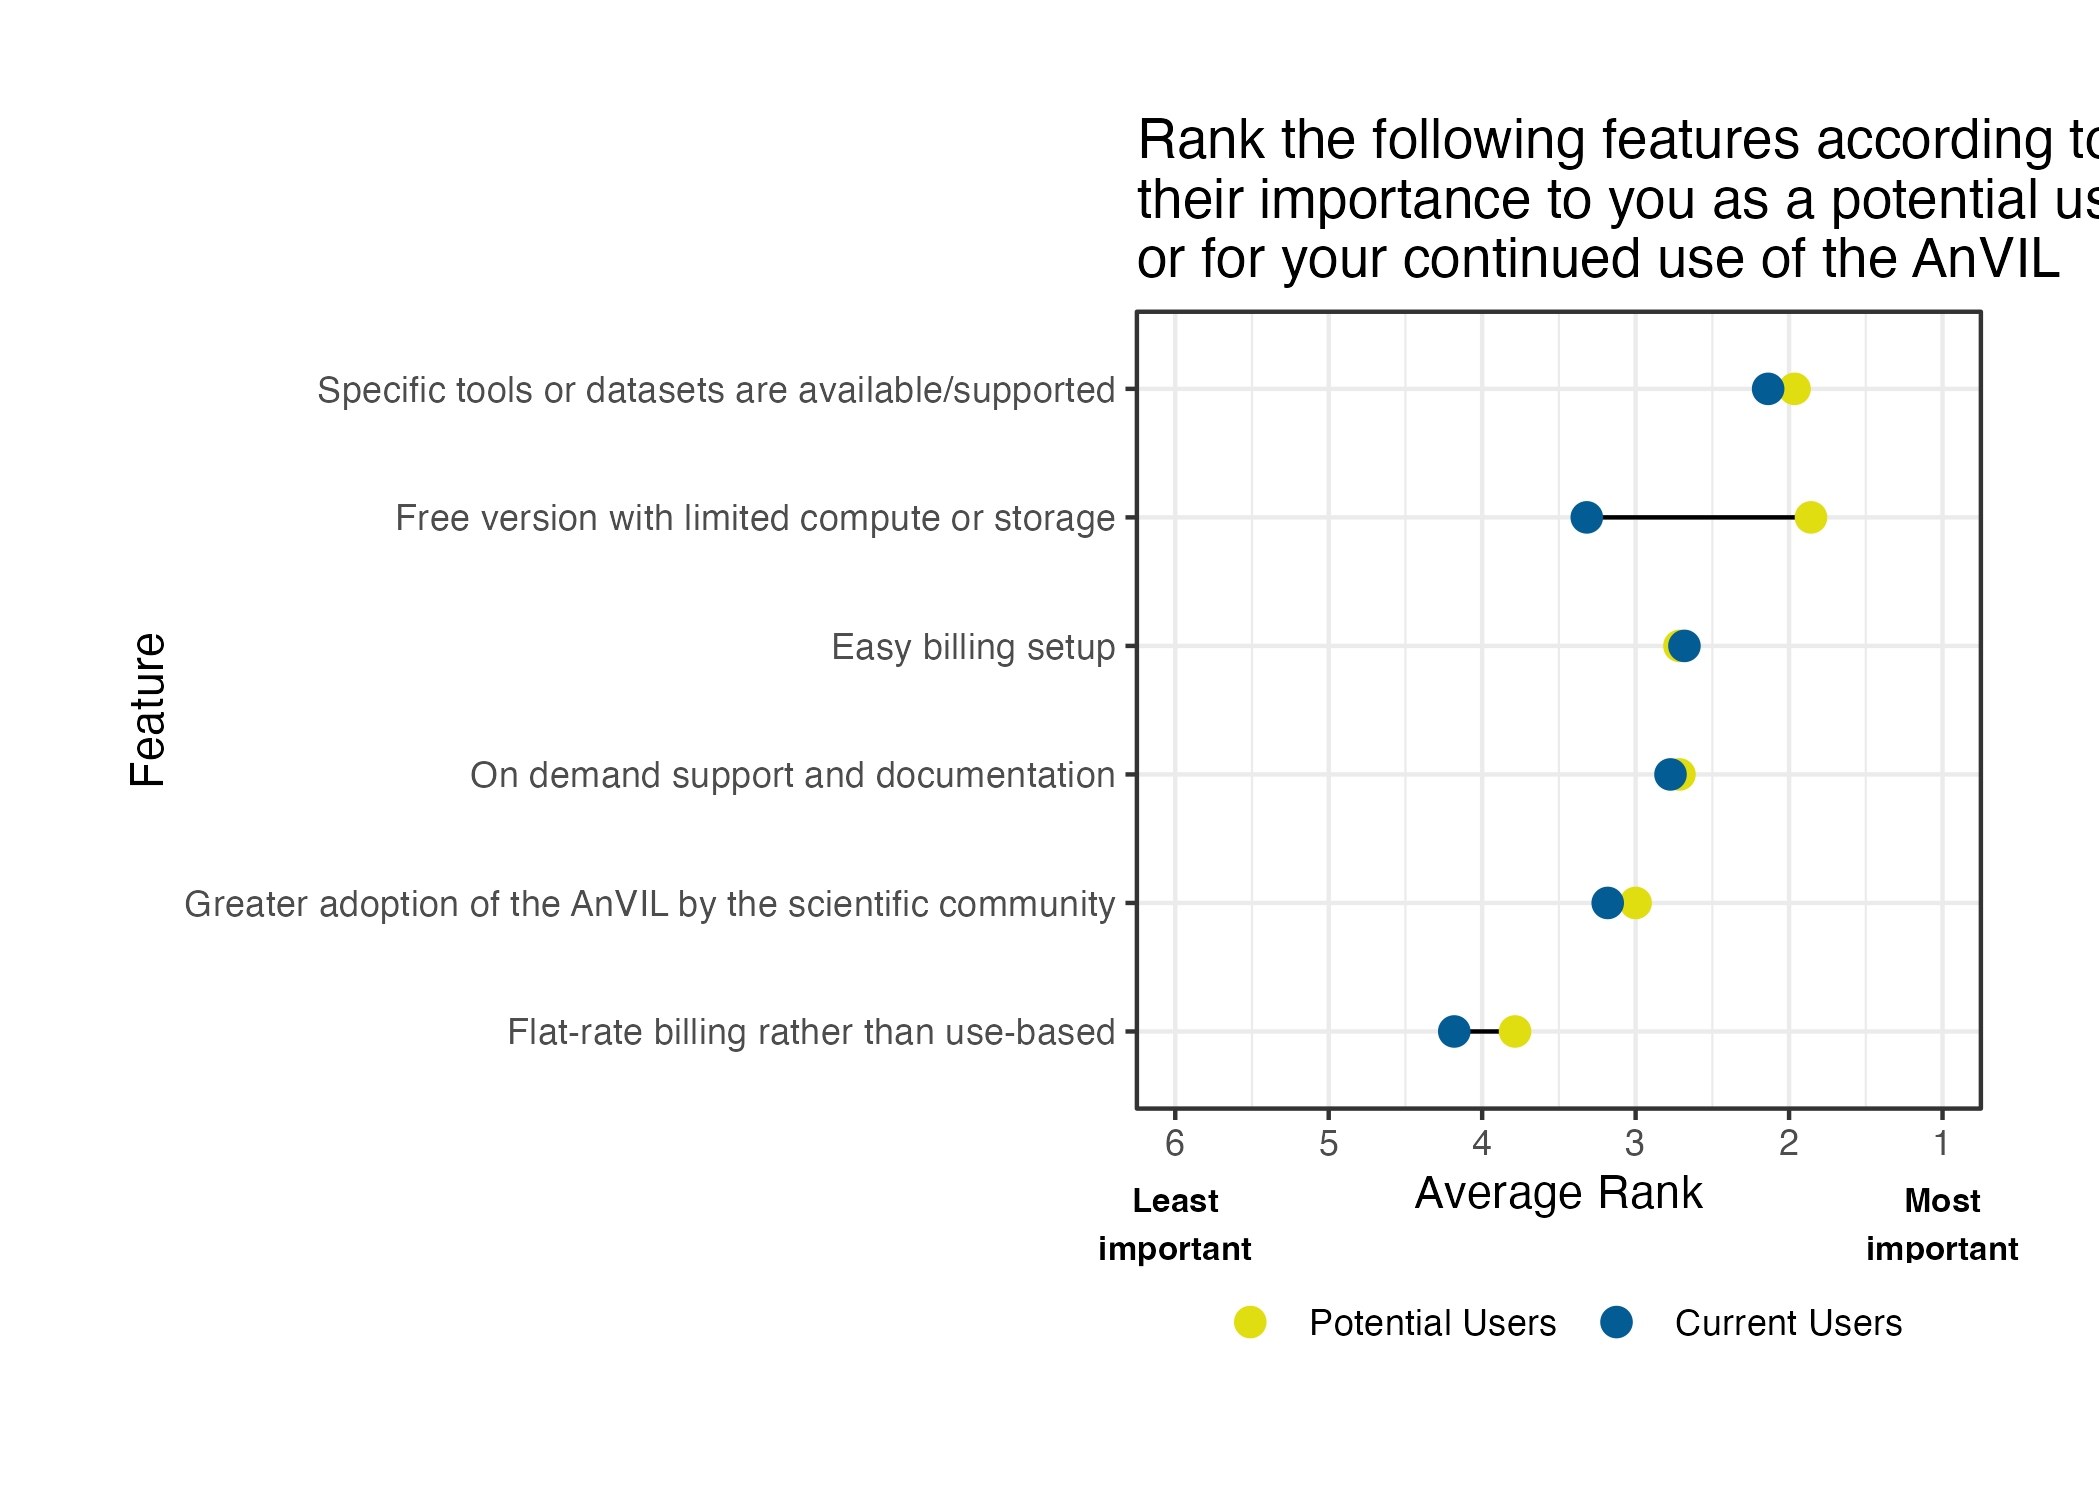 Rank the following features according to
their importance to you as a potential us
or for your continued use of the AnVIL
Feature
Specific tools or datasets are available/supported
Free version with limited compute or storage
Easy billing setup
On demand support and documentation
Greater adoption of the AnVIL by the scientific community
Flat-rate billing rather than use-based
6 5 4 3 2 1
Average Rank
Least
important
Most
important
Potential Users Current Users